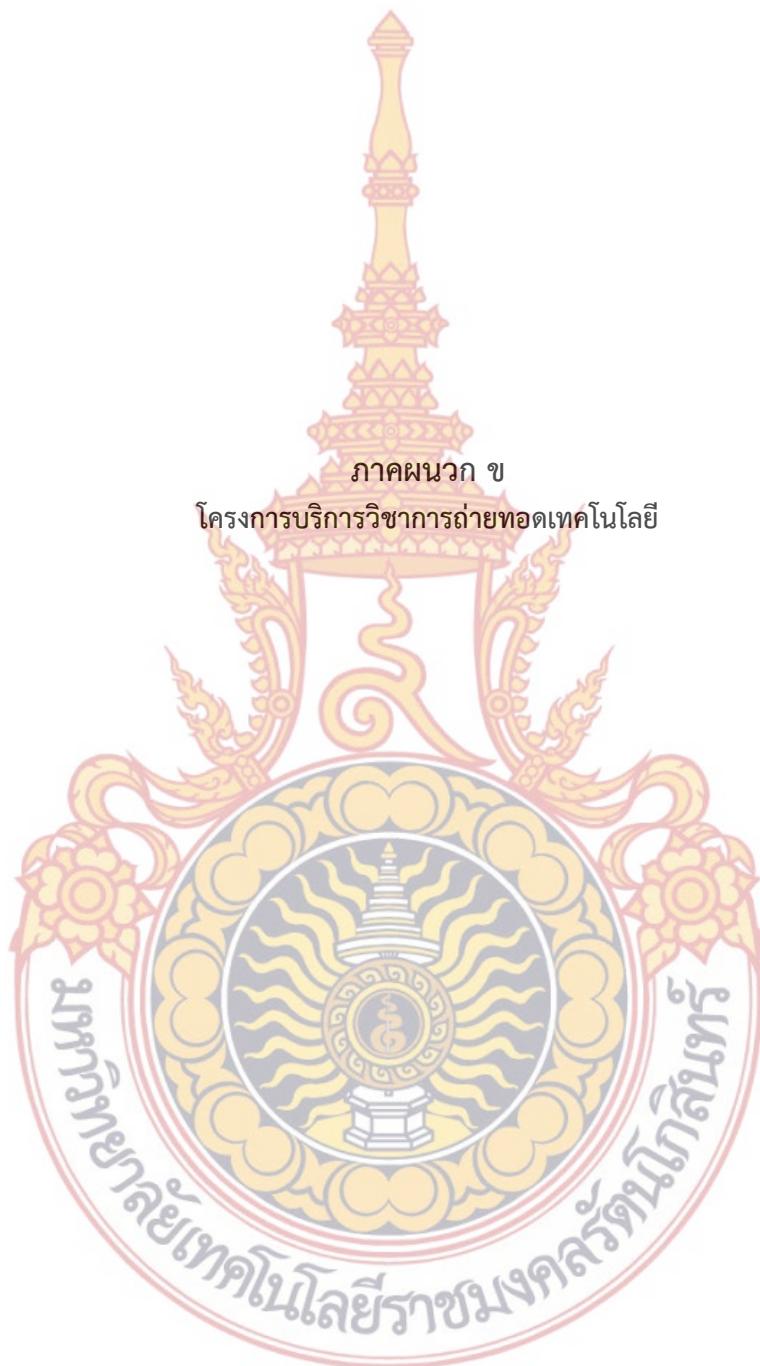 ภาคผนวก ข
โครงการบริการวิชาการถ่ายทอดเทคโนโลยี
มหาวิทยาลัยเทคโนโลยีราชมงคลรัตนโกสินทร์